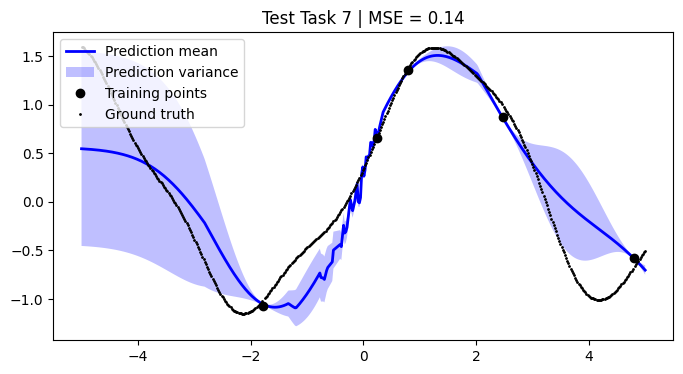 Test Task 7 | MSE = 0.14
Prediction mean
Prediction variance
Training points
Ground truth
1.5
1.0
0.5
0.0
−0.5
−1.0
−4
−2
0
2
4